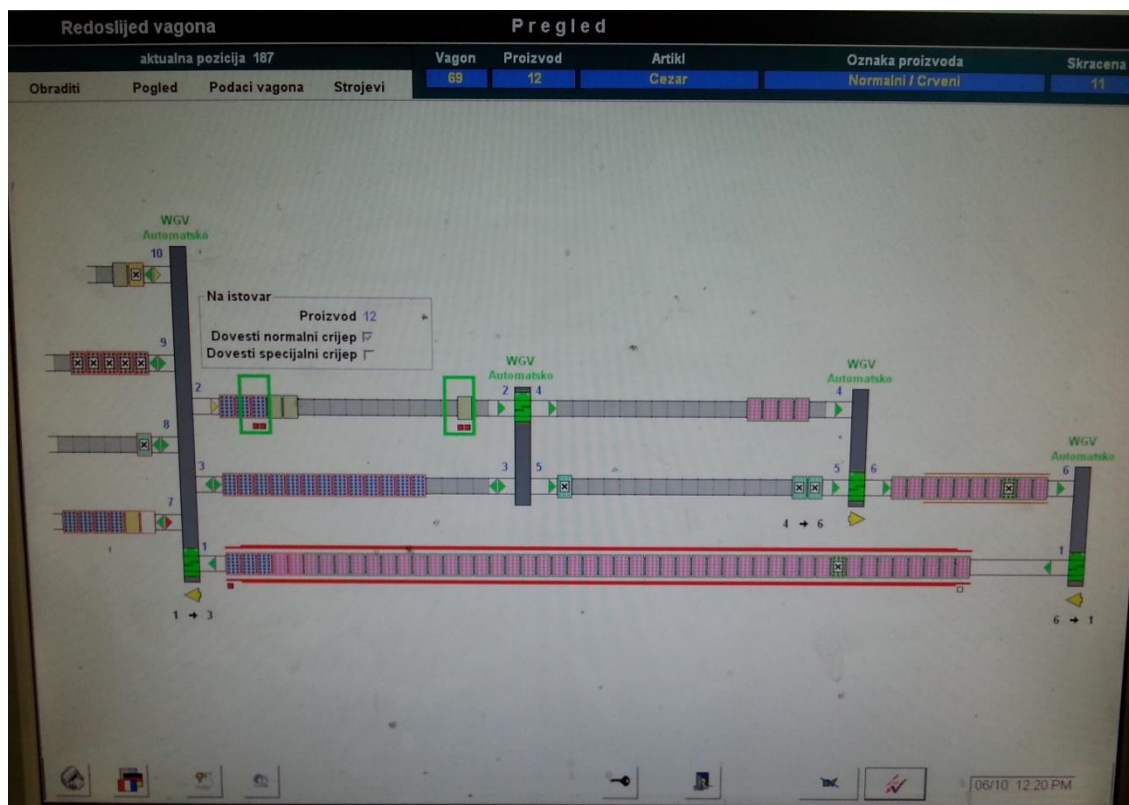 Redoslijed vagona
Pregled
aktualna pozicija 187
Vagon Proizvod Artikl Oznaka proizvoda Skracena
69 12 Cezar Normalni / Crveni 11
Obraditi Pogled Podaci vagona Strojevi
WGV
Automatsko
10
Na istovar
Proizvod 12
Dovesti normalni crijep
Dovesti specijalni crijep
9
WGV
Automatsko
WGV
Automatsko
2 2 4 4
8
WGV
Automatsko
3 3 5 5 6 6
7
4 → 6
1 1
1 → 3
6 → 1
06/10 12:20 PM